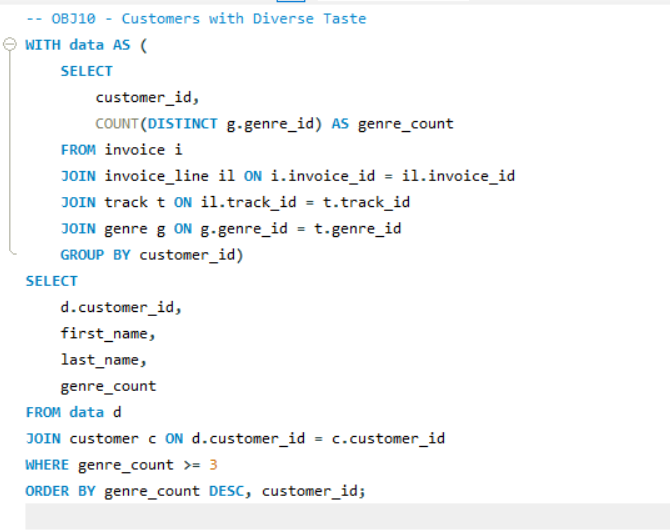 -- OBJ10 - Customers with Diverse Taste
WITH data AS (
    SELECT
        customer_id,
        COUNT(DISTINCT g.genre_id) AS genre_count
    FROM invoice i
    JOIN invoice_line il ON i.invoice_id = il.invoice_id
    JOIN track t ON il.track_id = t.track_id
    JOIN genre g ON g.genre_id = t.genre_id
    GROUP BY customer_id)
SELECT
    d.customer_id,
    first_name,
    last_name,
    genre_count
FROM data d
JOIN customer c ON d.customer_id = c.customer_id
WHERE genre_count >= 3
ORDER BY genre_count DESC, customer_id;